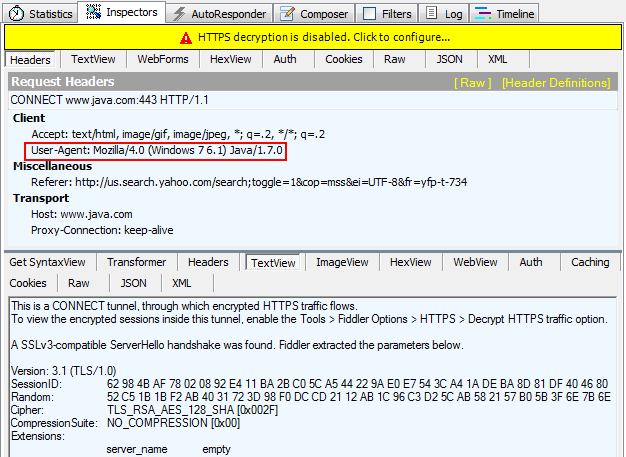 Statistics Inspectors AutoResponder Composer Filters Log Timeline
HTTPS decryption is disabled. Click to configure...
Headers TextView WebForms HexView Auth Cookies Raw JSON XML
Request Headers [ Raw ] [Header Definitions]
CONNECT www.java.com:443 HTTP/1.1
Client
Accept: text/html, image/gif, image/jpeg, *; q=.2, */*; q=.2
User-Agent: Mozilla/4.0 (Windows 7 6.1) Java/1.7.0
Miscellaneous
Referer: http://us.search.yahoo.com/search;toggle=1&cop=mss&ei=UTF-8&fr=yfp-t-734
Transport
Host: www.java.com
Proxy-Connection: keep-alive
Get SyntaxView Transformer Headers TextView ImageView HexView WebView Auth Caching
Cookies Raw JSON XML
This is a CONNECT tunnel, through which encrypted HTTPS traffic flows.
To view the encrypted sessions inside this tunnel, enable the Tools > Fiddler Options > HTTPS > Decrypt HTTPS traffic option.
A SSLv3-compatible ServerHello handshake was found. Fiddler extracted the parameters below.
Version: 3.1 (TLS/1.0)
SessionID: 62 98 4B AF 78 02 08 92 E4 11 BA 2B C0 5C A5 44 22 9A E0 E7 54 3C A4 1A DE BA 8D 81 DF 40 46 80
Random: 52 C5 1B 1B F2 AB 40 31 72 3D 98 F0 DC CD 21 12 AB 1C 96 C3 D2 5C AB 58 21 57 B0 5B 3F 6E 7B 6E
Cipher: TLS_RSA_AES_128_SHA [0x002F]
CompressionSuite: NO_COMPRESSION [0x00]
Extensions:
server_name empty